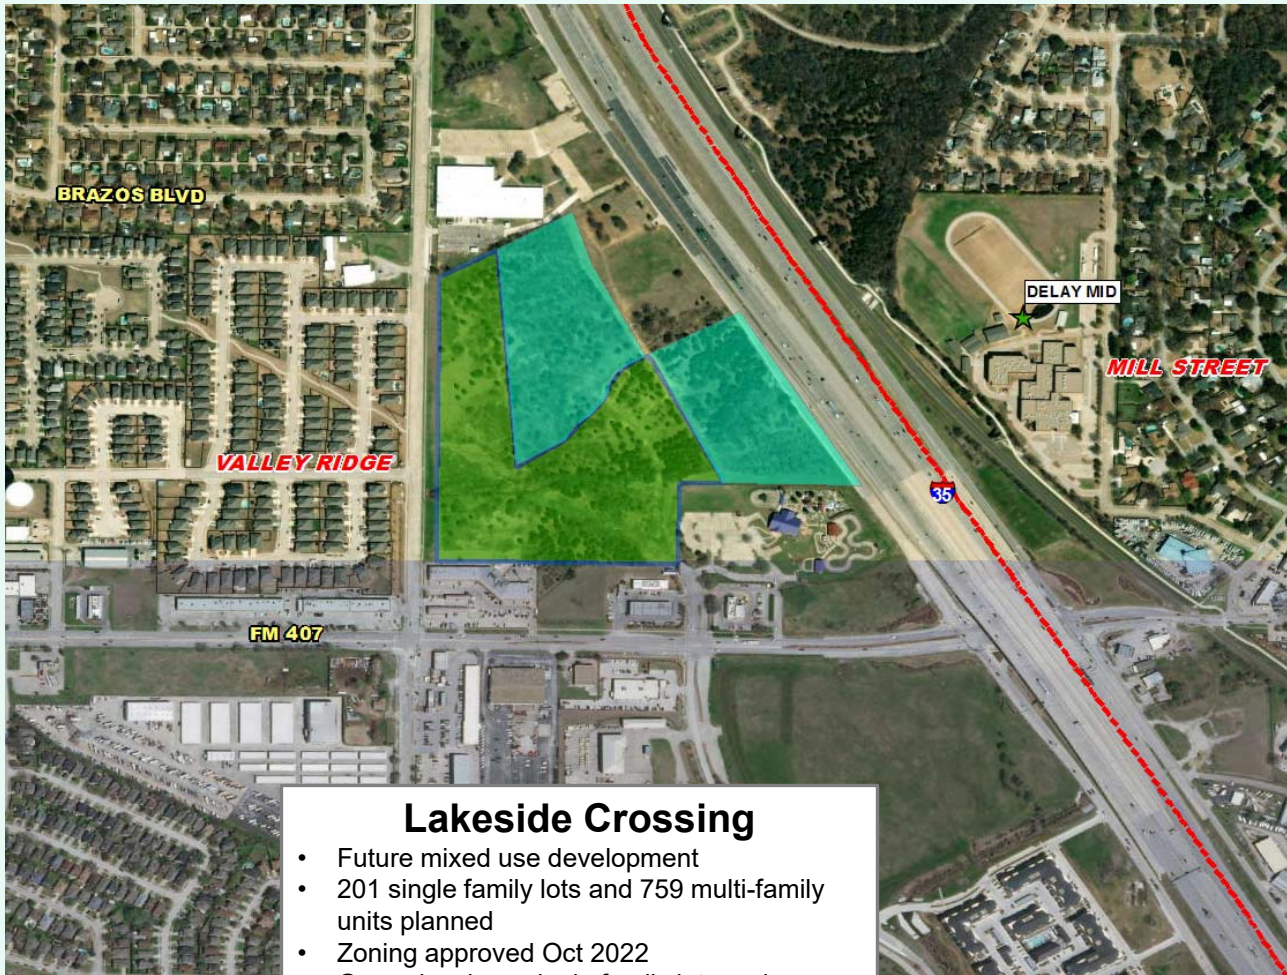 BRAZOS BLVD
DELAY MID
MILL STREET
VALLEY RIDGE
35
FM 407
Lakeside Crossing
• Future mixed use development
• 201 single family lots and 759 multi-family
units planned
• Zoning approved Oct 2022